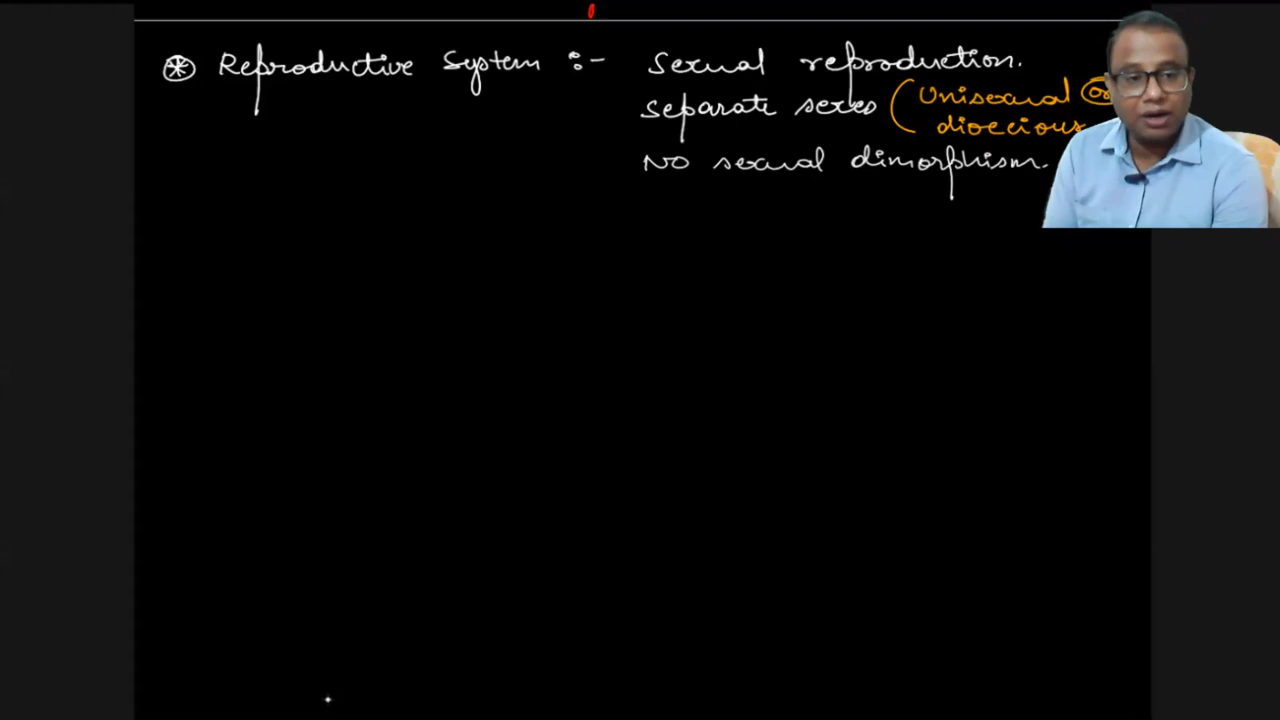 ⊛ Reproductive System :- Sexual reproduction.
separate sexes (Unisexual or
dioecious
No sexual dimorphism.